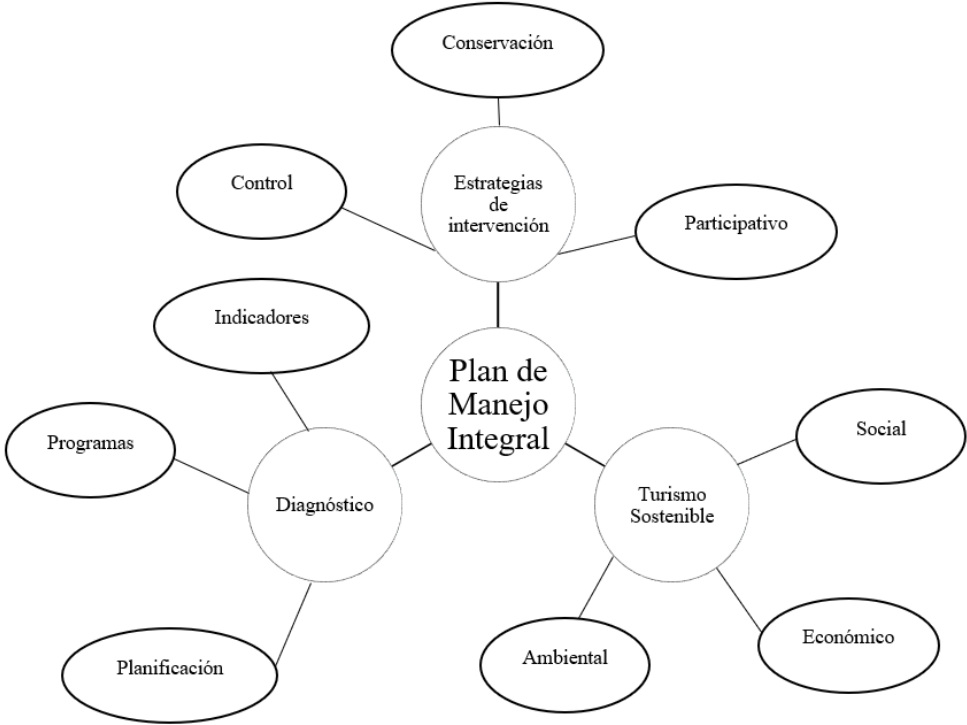 Conservación
Control
Estrategias
de
intervención
Participativo
Indicadores
Plan de
Manejo
Integral
Programas
Diagnóstico
Turismo
Sostenible
Social
Planificación
Ambiental
Económico